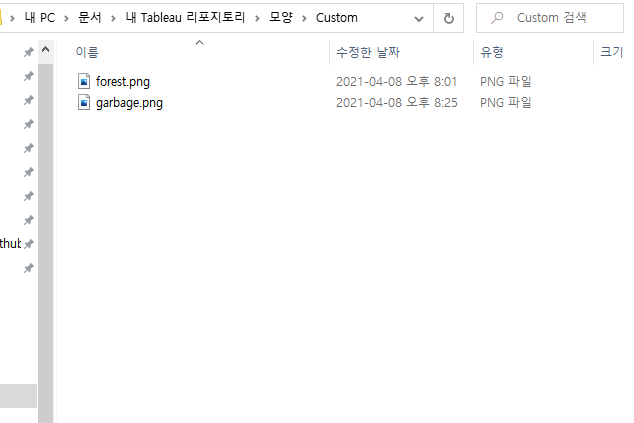 내 PC > 문서 > 내 Tableau 리포지토리 > 모양 > Custom
Custom 검색
이름 수정한 날짜 유형 크기
forest.png 2021-04-08 오후 8:01 PNG 파일
garbage.png 2021-04-08 오후 8:25 PNG 파일
thub